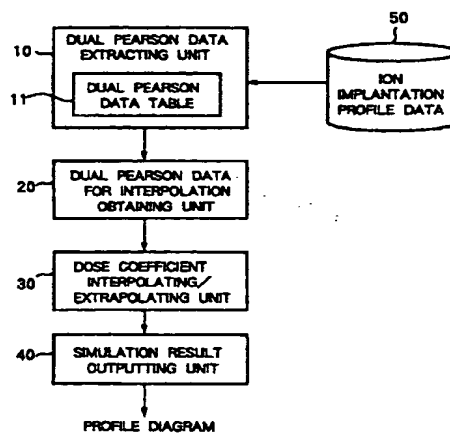 10
DUAL PEARSON DATA
EXTRACTING UNIT
11
DUAL PEARSON
DATA TABLE
50
ION
IMPLANTATION
PROFILE DATA
20
DUAL PEARSON DATA
FOR INTERPOLATION
OBTAINING UNIT
30
DOSE COEFFICIENT
INTERPOLATING/
EXTRAPOLATING UNIT
40
SIMULATION RESULT
OUTPUTTING UNIT
PROFILE DIAGRAM